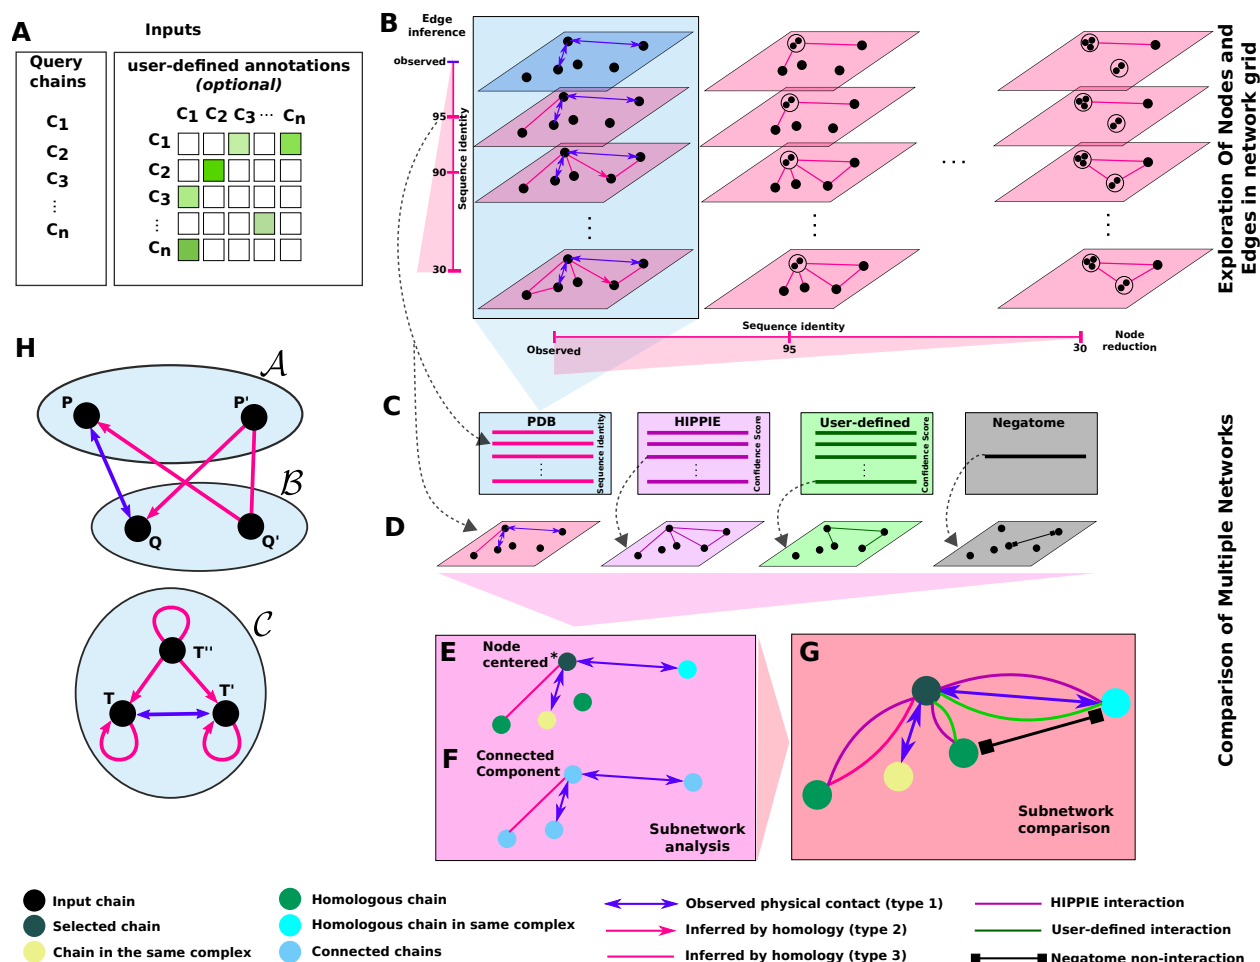 A
Inputs
Query
chains
C1
C2
C3
...
Cn
user-defined annotations
(optional)
C1 C2 C3 ... Cn
C1
C2
C3
...
Cn
B
Edge
inference
observed
95
90
30
Sequence identity
...
...
...
...
Sequence identity
Observed
95
30
Node
reduction
Exploration Of Nodes and
Edges in network grid
C
PDB
Sequence identity
...
HIPPIE
Confidence Score
...
User-defined
Confidence Score
...
Negatome
D
Comparison of Multiple Networks
E
Node
centered *
F
Connected
Component
Subnetwork
analysis
G
Subnetwork
comparison
H
𝒜
P
P'
ℬ
Q
Q'
𝒞
T''
T
T'
Input chain
Selected chain
Chain in the same complex
Homologous chain
Homologous chain in same complex
Connected chains
Observed physical contact (type 1)
Inferred by homology (type 2)
Inferred by homology (type 3)
HIPPIE interaction
User-defined interaction
Negatome non-interaction